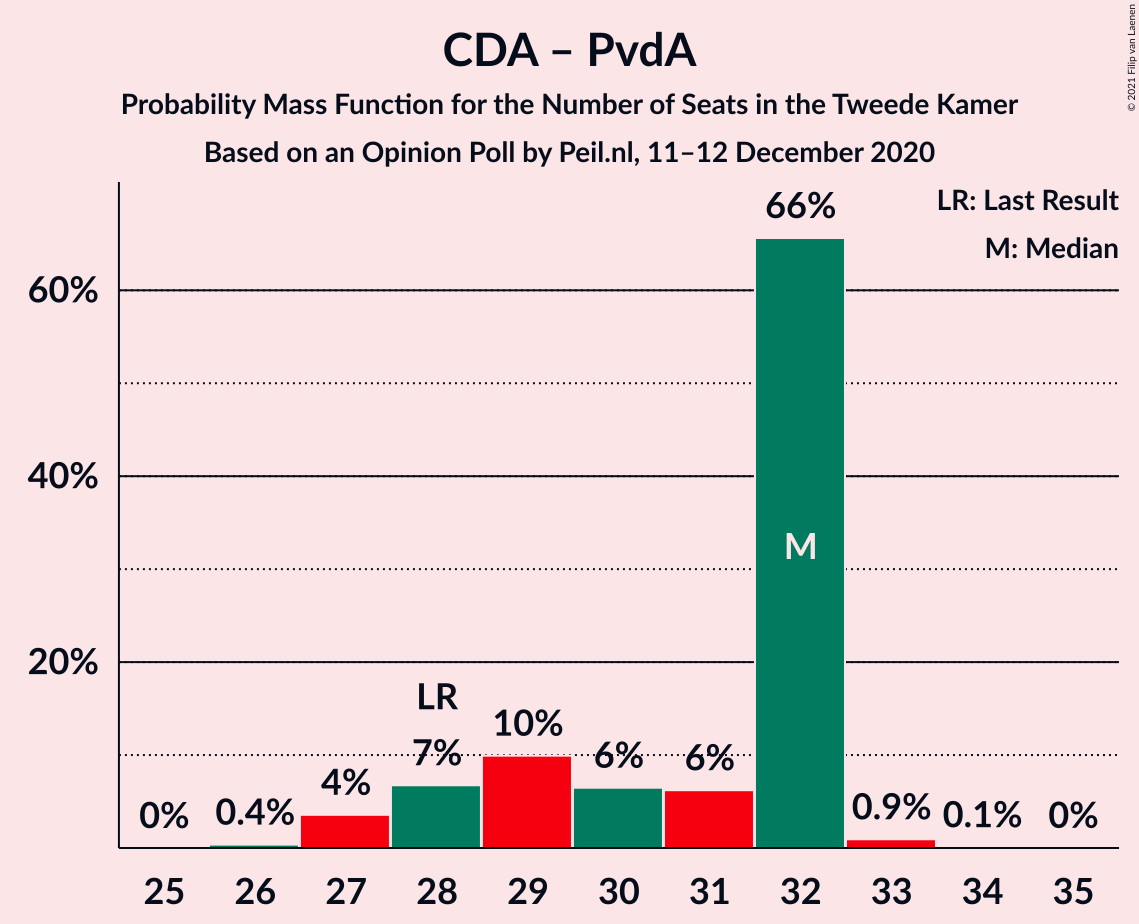 CDA – PvdA
Probability Mass Function for the Number of Seats in the Tweede Kamer
Based on an Opinion Poll by Peil.nl, 11–12 December 2020
© 2021 Filip van Laenen
LR: Last Result
M: Median
60%
40%
20%
0%
0.4%
4%
LR
7%
10%
6%
6%
66%
M
0.9%
0.1%
0%
25 26 27 28 29 30 31 32 33 34 35